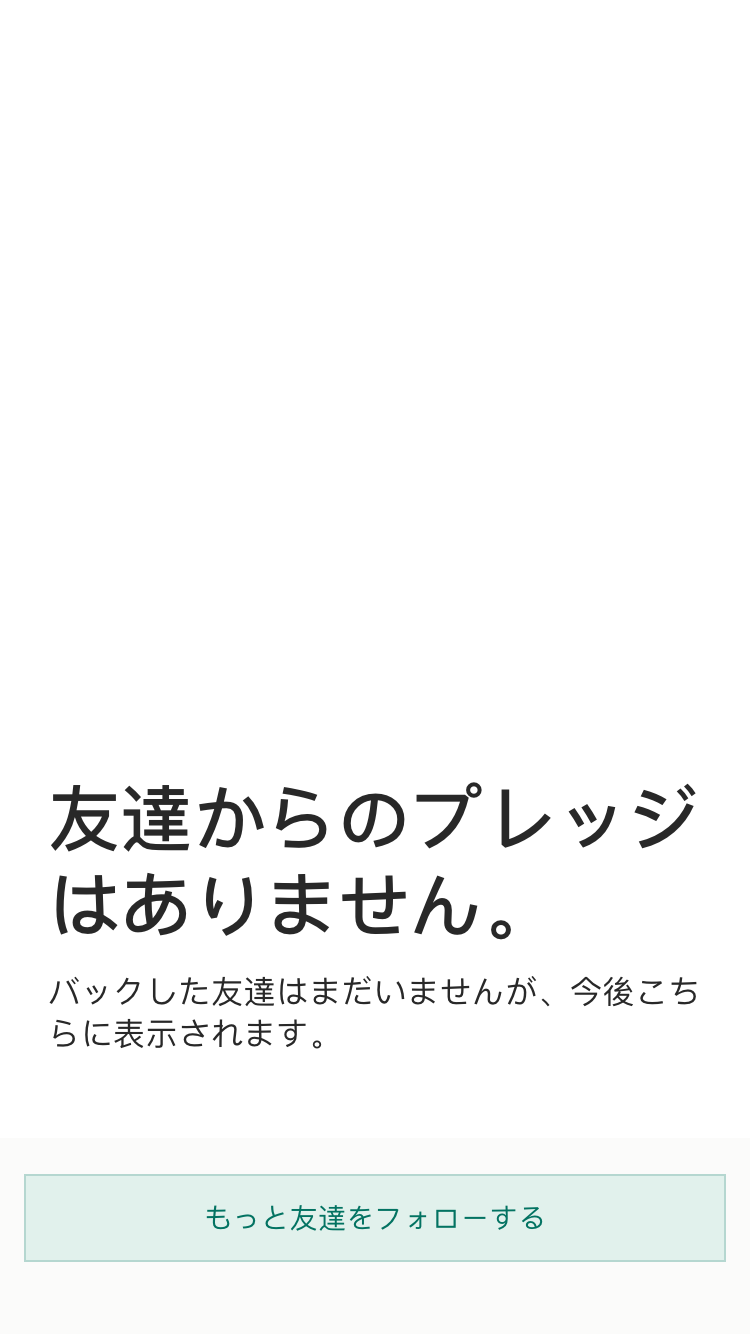 友達からのプレッジ
はありません。
バックした友達はまだいませんが、今後こち
らに表示されます。
もっと友達をフォローする